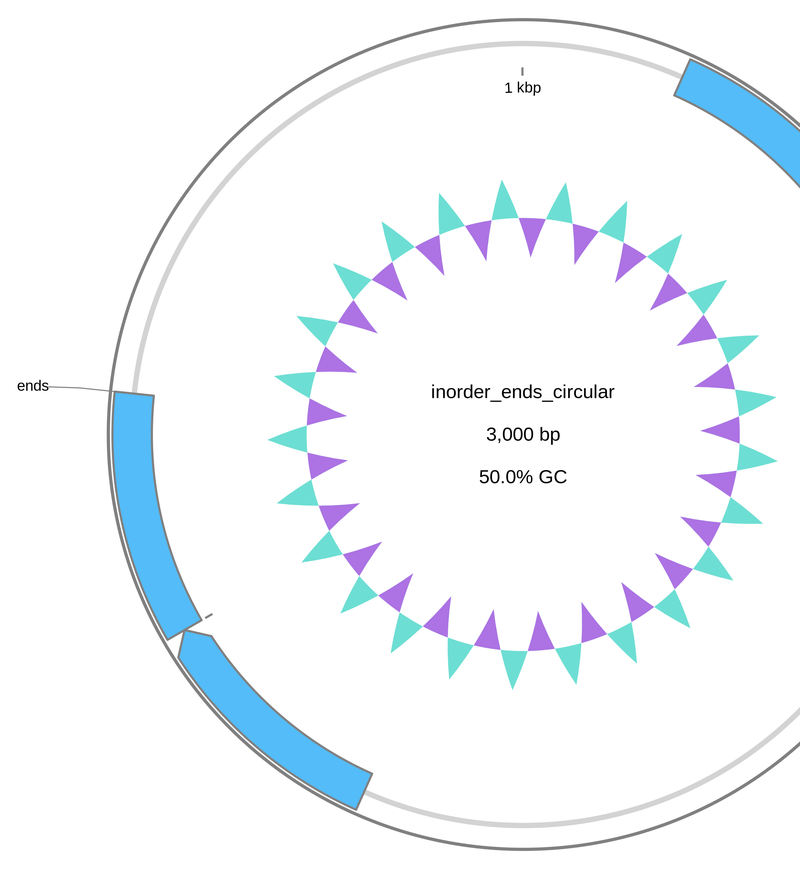 1 kbp
ends
inorder_ends_circular
3,000 bp
50.0% GC